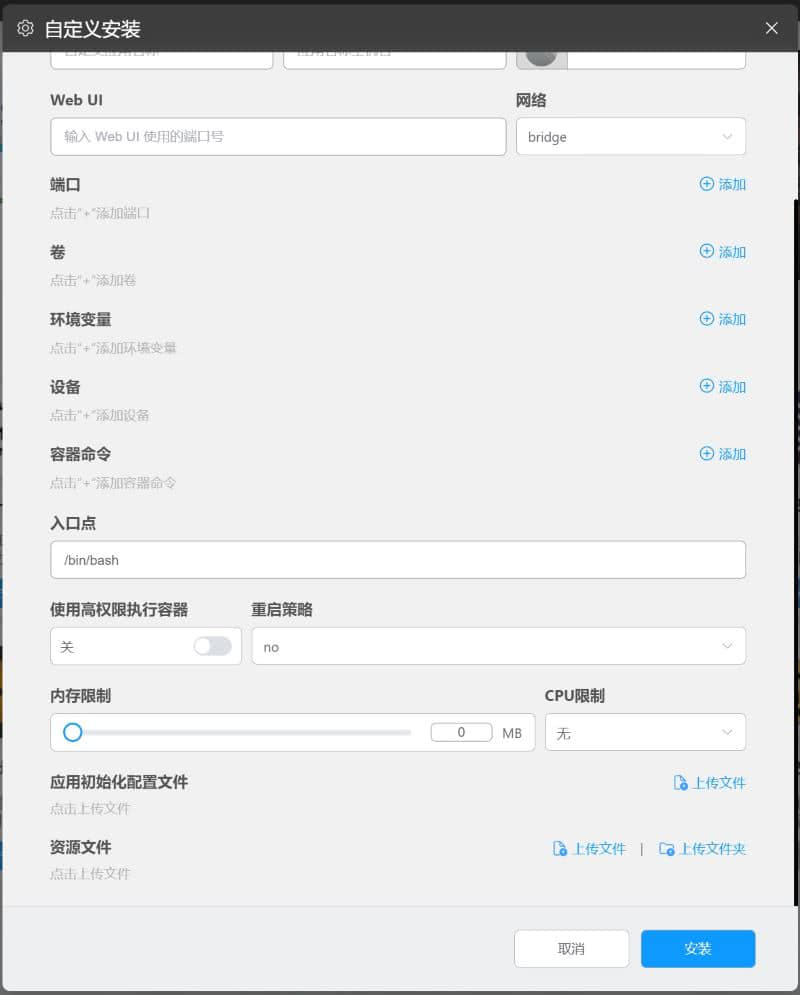 自定义安装
Web UI
网络
输入 Web UI 使用的端口号
bridge
端口
添加
点击"+"添加端口
卷
添加
点击"+"添加卷
环境变量
添加
点击"+"添加环境变量
设备
添加
点击"+"添加设备
容器命令
添加
点击"+"添加容器命令
入口点
/bin/bash
使用高权限执行容器
重启策略
关
no
内存限制
CPU限制
0 MB
无
应用初始化配置文件
上传文件
点击上传文件
资源文件
上传文件 | 上传文件夹
点击上传文件
取消
安装